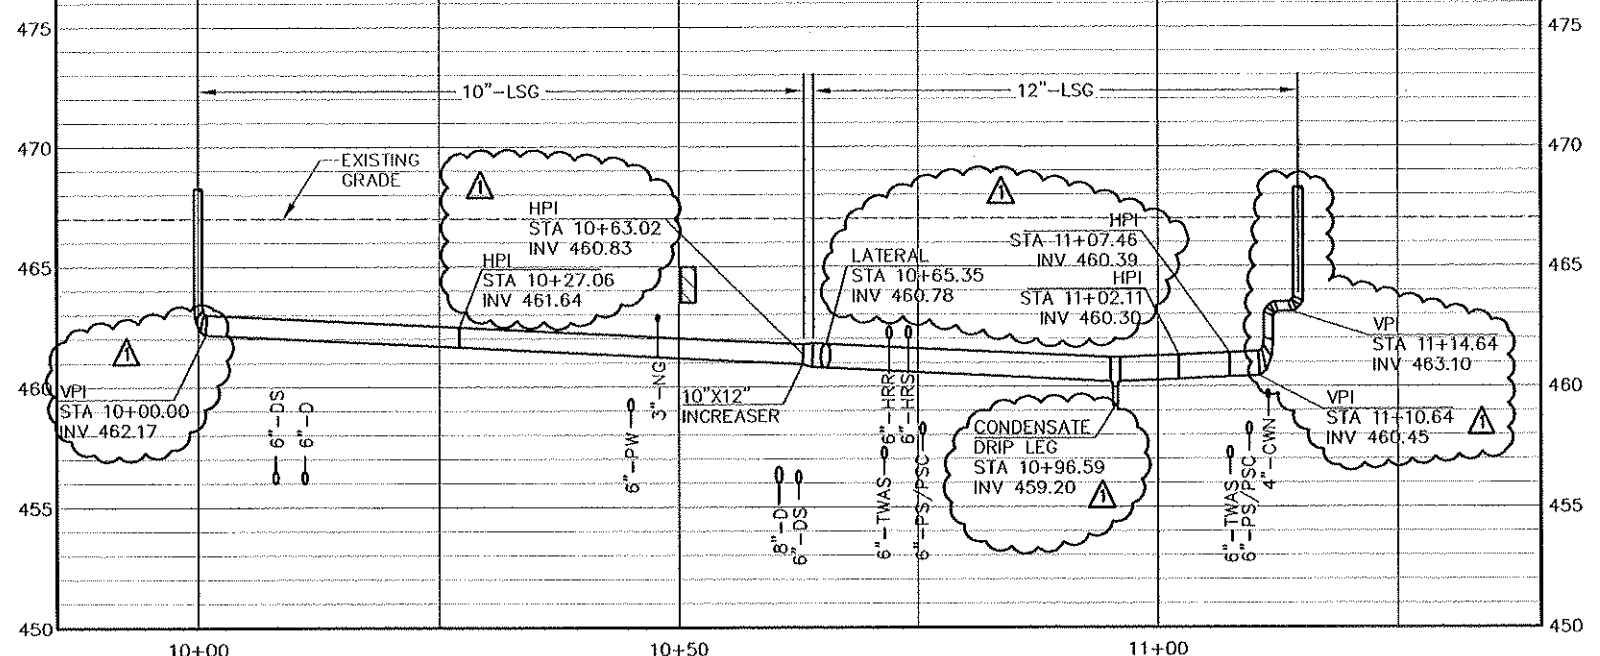 475
475
10"-LSG
12"-LSG
470
470
EXISTING
GRADE
1
1
HPI
STA 10+63.02
INV 460.83
HPI
STA 11+07.46
INV 460.39
LATERAL
STA 10+65.35
INV 460.78
HPI
STA 10+27.06
INV 461.64
HPI
STA 11+02.11
INV 460.30
465
465
1
VPI
STA 11+14.64
INV 463.10
460
460
VPI
STA 10+00.00
INV 462.17
6"-DS
6"-D
6"-PW
3"-NG
10"X12"
INCREASER
8"-D
6"-DS
6"-HRR
6"-HRS
6"-TWAS
6"-PS/PSC
CONDENSATE
DRIP LEG
STA 10+96.59
INV 459.20
1
6"-TWAS
6"-PS/PSC
4"-CWN
VPI
STA 11+10.64
INV 460.45
1
455
455
450
450
10+00
10+50
11+00